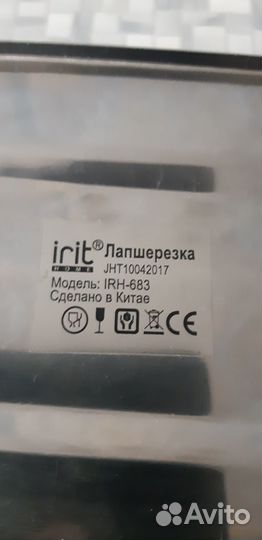 irit® Лапшерезка
HOME JHT10042017
Модель: IRH-683
Сделано в Китае
CE
Avito